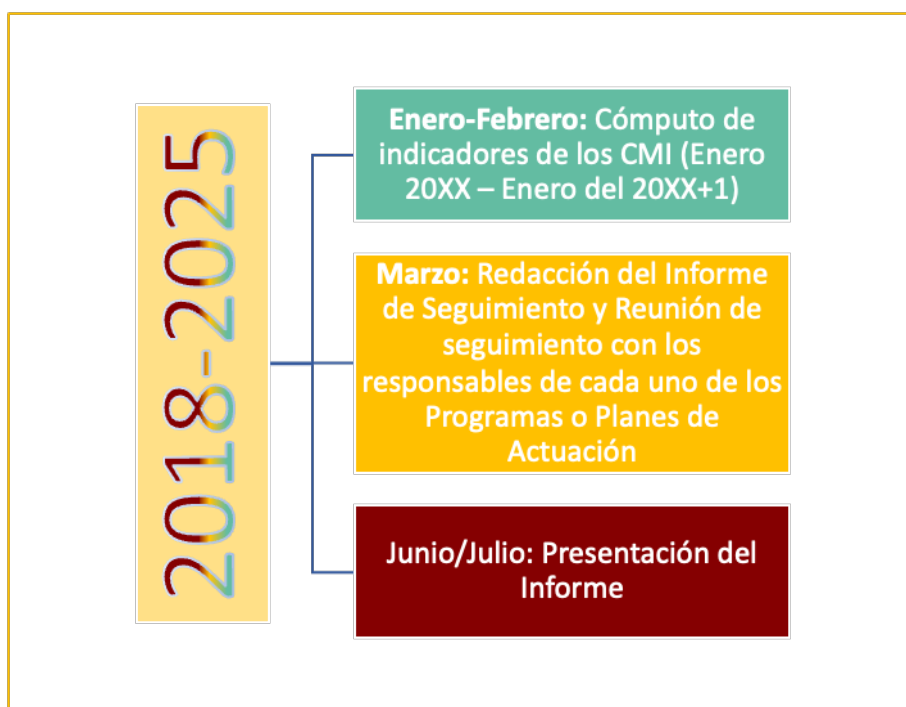 2018-2025
Enero-Febrero: Cómputo de
indicadores de los CMI (Enero
20XX – Enero del 20XX+1)
Marzo: Redacción del Informe
de Seguimiento y Reunión de
seguimiento con los
responsables de cada uno de los
Programas o Planes de
Actuación
Junio/Julio: Presentación del
Informe